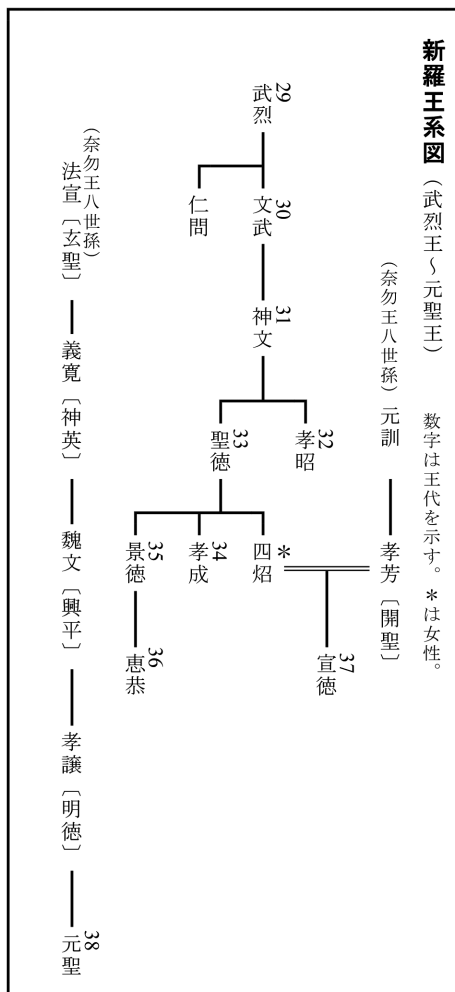 新羅王系図（武烈王～元聖王）　数字は王代を示す。＊は女性。
（奈勿王八世孫）元訓
孝芳〔開聖〕
29
武烈
30
文武
仁問
31
神文
32
孝昭
33
聖徳
＊
四炤
34
孝成
35
景徳
36
恵恭
37
宣徳
（奈勿王八世孫）
法宣〔玄聖〕
義寛〔神英〕
魏文〔興平〕
孝譲〔明徳〕
38
元聖